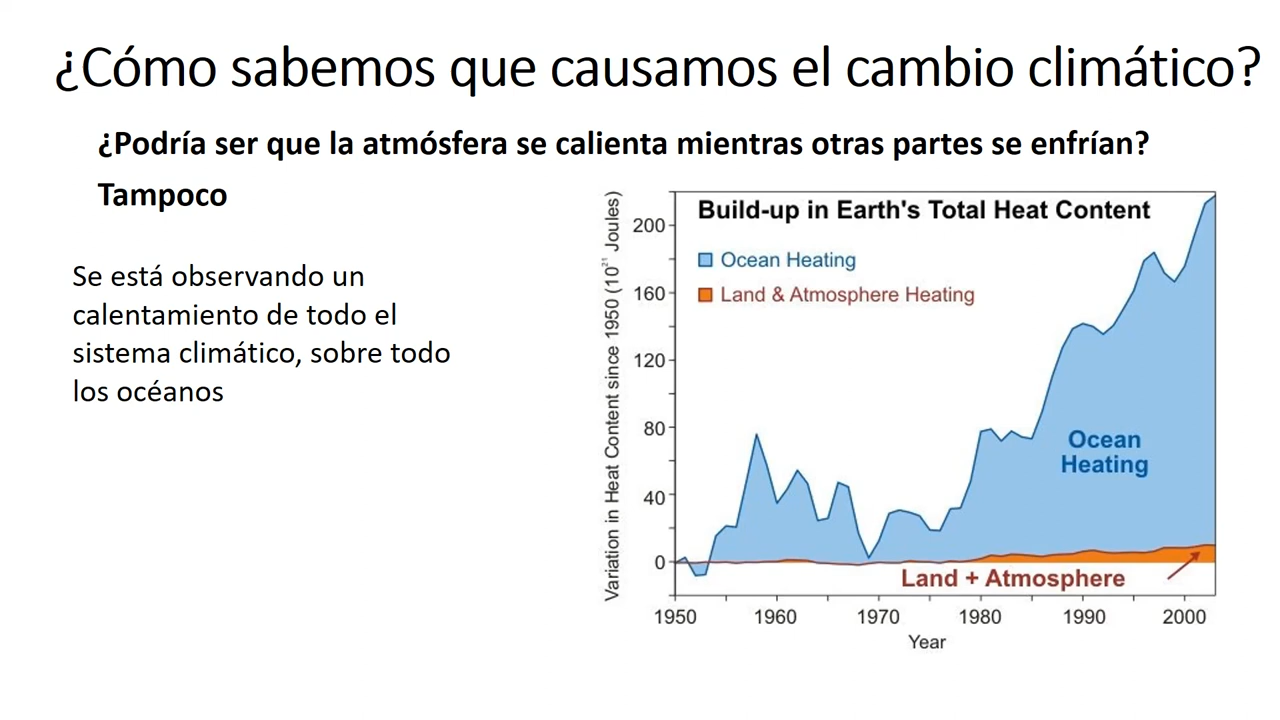 ¿Cómo sabemos que causamos el cambio climático?
¿Podría ser que la atmósfera se calienta mientras otras partes se enfrían?
Tampoco
Se está observando un
calentamiento de todo el
sistema climático, sobre todo
los océanos
Build-up in Earth's Total Heat Content
Ocean Heating
Land & Atmosphere Heating
Variation in Heat Content since 1950 (10²¹ Joules)
200
160
120
80
40
0
Ocean
Heating
Land + Atmosphere
1950 1960 1970 1980 1990 2000
Year